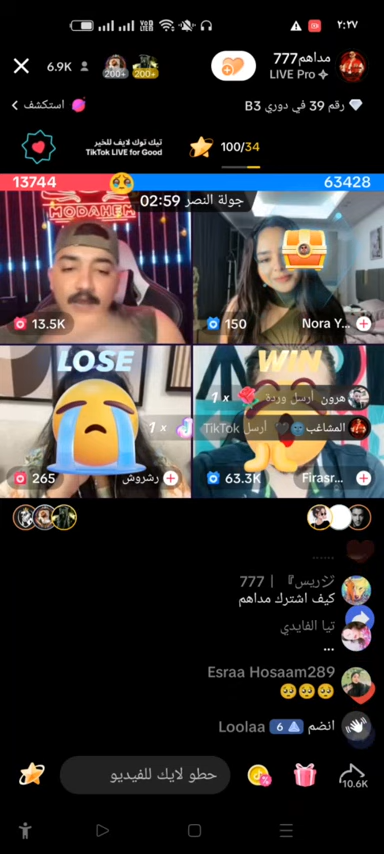 ٢:٢٧
مداهم777
LIVE Pro
6.9K
200+
200+
رقم 39 في دوري B3
استكشف
تيك توك لايف للخير
TikTok LIVE for Good
100/34
13744
63428
جولة النصر 02:59
MODAHEM
13.5K
150
Nora Y...
LOSE
WIN
هرون أرسل وردة
1 ×
المشاغب
أرسل TikTok
1 ×
265
رشروش
63.3K
Firasr...
......
777 |
كيف اشترك مداهم
تيا الفايدي
...
Esraa Hosaam289
🥺🥺🥺
Loolaa 6 انضم
حطو لايك للفيديو
10.6K